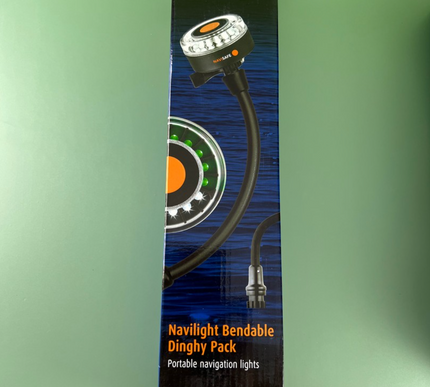 NAVISAFE
Navilight Bendable
Dinghy Pack
Portable navigation lights